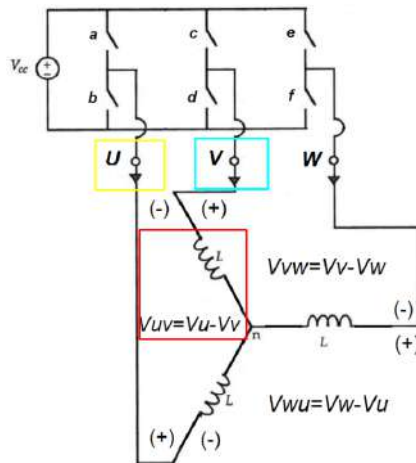 a c e
Vcc
b d f
U V W
(-) (+)
L
Vvw=Vv-Vw
Vuv=Vu-Vv
(-)
n L (+)
L
Vwu=Vw-Vu
(+) (-)